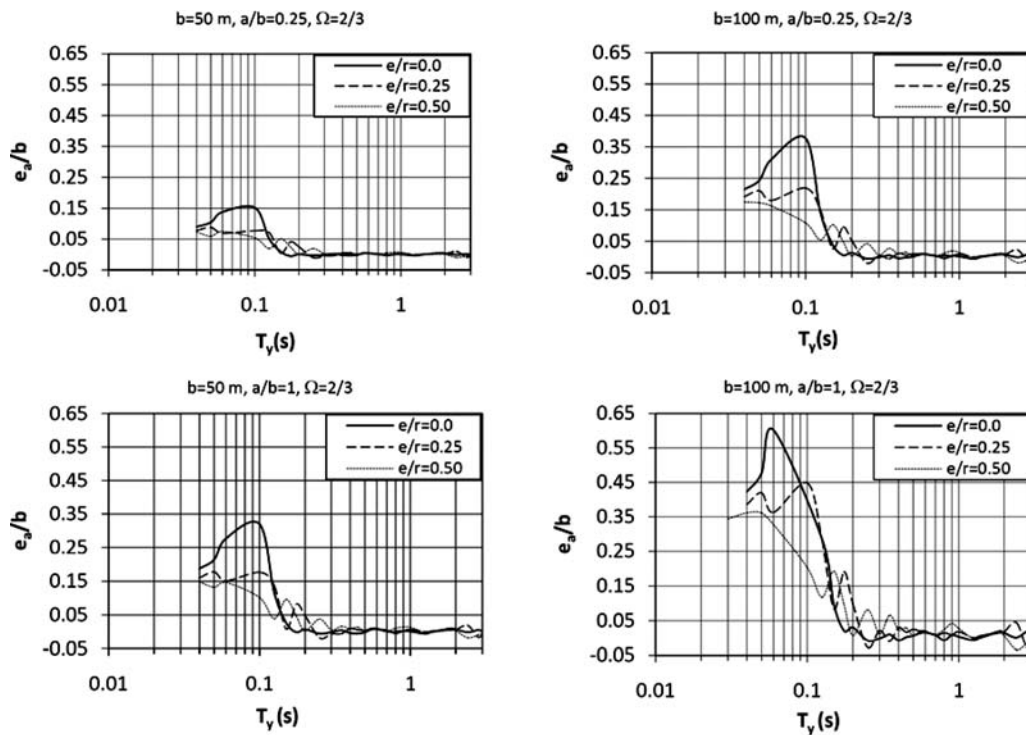 b=50 m, a/b=0.25, Ω=2/3
0.65
0.55
0.45
0.35
0.25
0.15
0.05
-0.05
e_a/b
e/r=0.0
e/r=0.25
e/r=0.50
0.01 0.1 1
T_y(s)
b=100 m, a/b=0.25, Ω=2/3
0.65
0.55
0.45
0.35
0.25
0.15
0.05
-0.05
e_a/b
e/r=0.0
e/r=0.25
e/r=0.50
0.01 0.1 1
T_y(s)
b=50 m, a/b=1, Ω=2/3
0.65
0.55
0.45
0.35
0.25
0.15
0.05
-0.05
e_a/b
e/r=0.0
e/r=0.25
e/r=0.50
0.01 0.1 1
T_y(s)
b=100 m, a/b=1, Ω=2/3
0.65
0.55
0.45
0.35
0.25
0.15
0.05
-0.05
e_a/b
e/r=0.0
e/r=0.25
e/r=0.50
0.01 0.1 1
T_y(s)